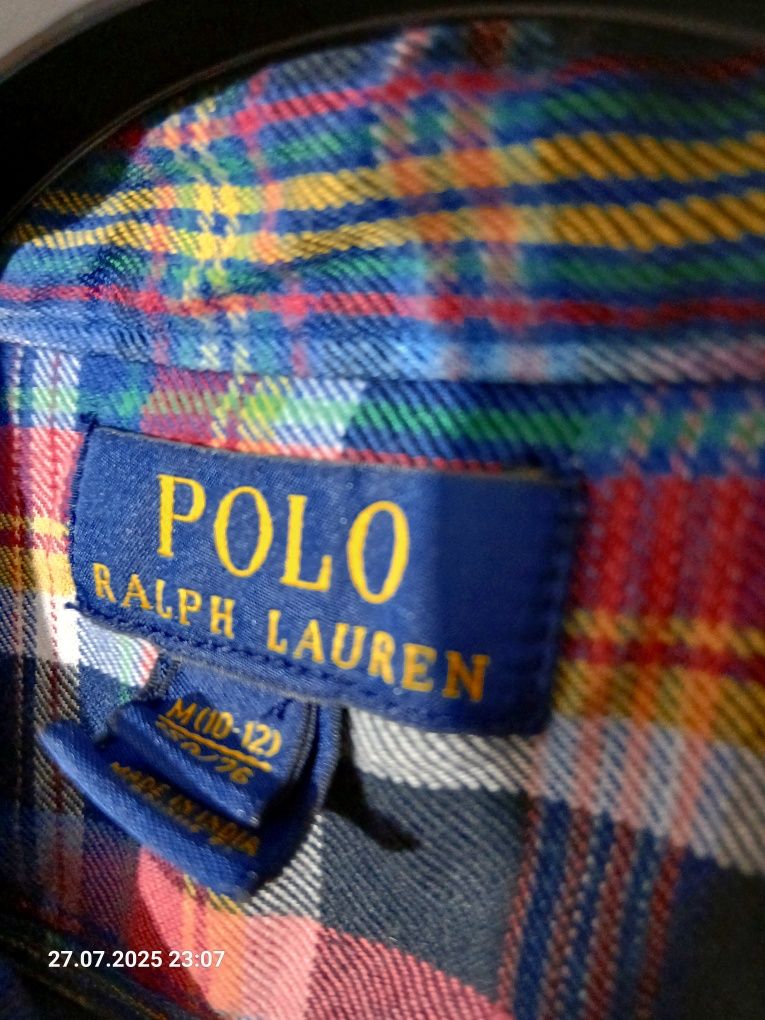 POLO
RALPH LAUREN
M(10-12)
MADE IN INDIA
27.07.2025 23:07